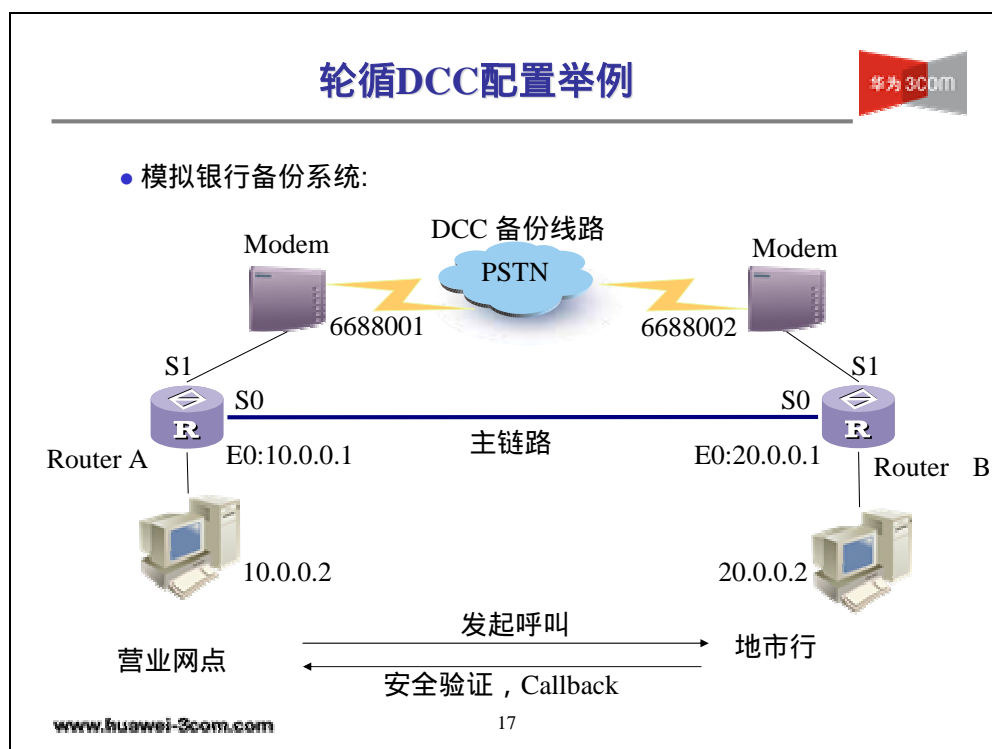 轮循DCC配置举例
华为3com
● 模拟银行备份系统:
DCC 备份线路
Modem
Modem
PSTN
6688001
6688002
S1
S1
S0
S0
R
R
主链路
Router A
E0:10.0.0.1
E0:20.0.0.1
Router B
10.0.0.2
20.0.0.2
发起呼叫
营业网点
地市行
安全验证，Callback
www.huawei-3com.com
17